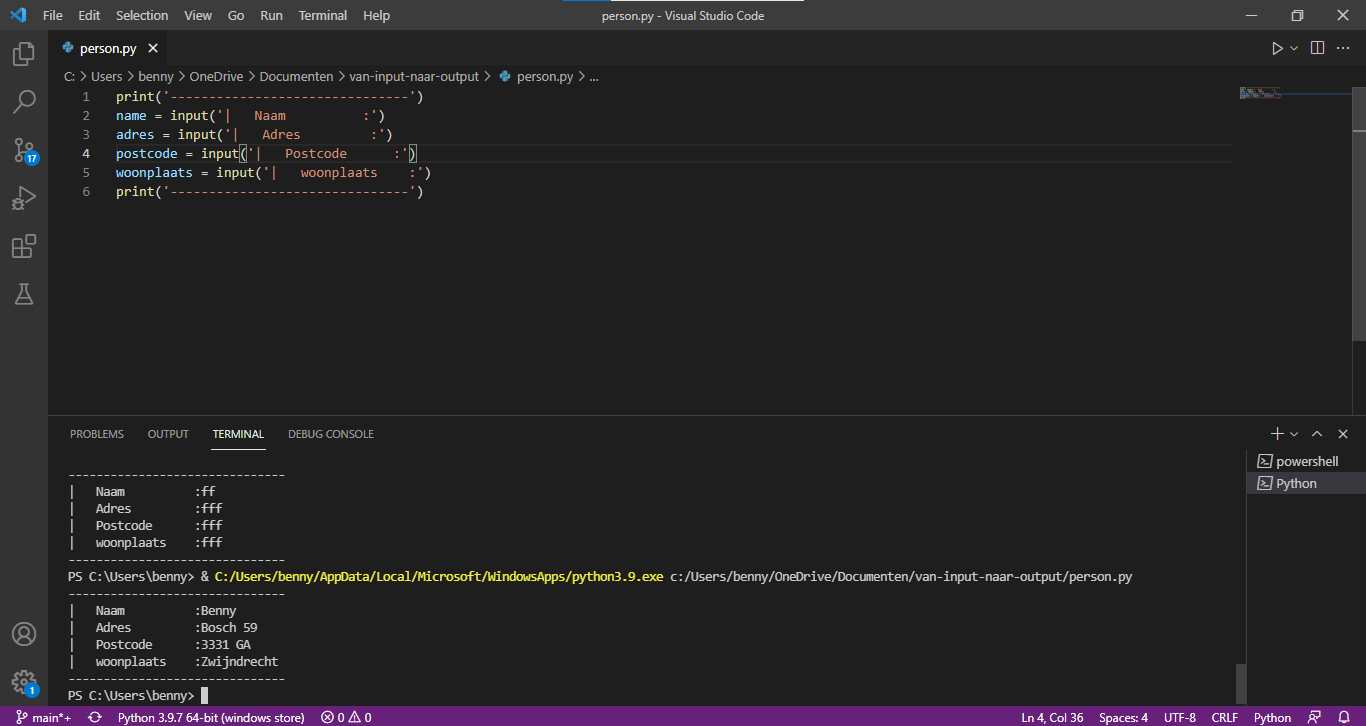 File Edit Selection View Go Run Terminal Help person.py - Visual Studio Code
person.py
C: > Users > benny > OneDrive > Documenten > van-input-naar-output > person.py > ...
1 print('-------------------------------')
2 name = input('|   Naam          :')
3 adres = input('|   Adres         :')
4 postcode = input('|   Postcode      :')
5 woonplaats = input('|   woonplaats    :')
6 print('-------------------------------')
17
PROBLEMS OUTPUT TERMINAL DEBUG CONSOLE
powershell
Python
-------------------------------
|   Naam          :ff
|   Adres         :fff
|   Postcode      :fff
|   woonplaats    :fff
-------------------------------
PS C:\Users\benny> & C:/Users/benny/AppData/Local/Microsoft/WindowsApps/python3.9.exe c:/Users/benny/OneDrive/Documenten/van-input-naar-output/person.py
-------------------------------
|   Naam          :Benny
|   Adres         :Bosch 59
|   Postcode      :3331 GA
|   woonplaats    :Zwijndrecht
-------------------------------
PS C:\Users\benny>
1
main*+ Python 3.9.7 64-bit (windows store) 0 0 Ln 4, Col 36 Spaces: 4 UTF-8 CRLF Python